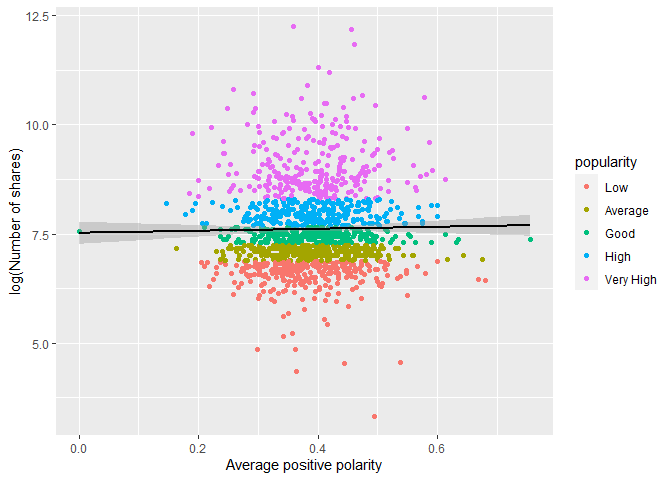 12.5
10.0
7.5
5.0
log(Number of shares)
0.0 0.2 0.4 0.6
Average positive polarity
popularity
Low
Average
Good
High
Very High